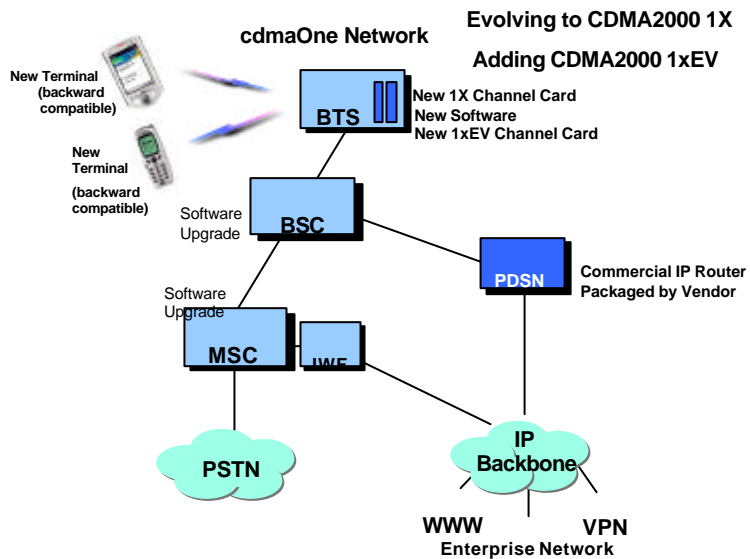 Evolving to CDMA2000 1X
cdmaOne Network
Adding CDMA2000 1xEV
New Terminal
(backward
compatible)
BTS
New 1X Channel Card
New Software
New 1xEV Channel Card
New
Terminal
(backward
compatible)
Software
Upgrade
BSC
PDSN
Commercial IP Router
Packaged by Vendor
Software
Upgrade
MSC
IWF
PSTN
IP
Backbone
WWW
VPN
Enterprise Network